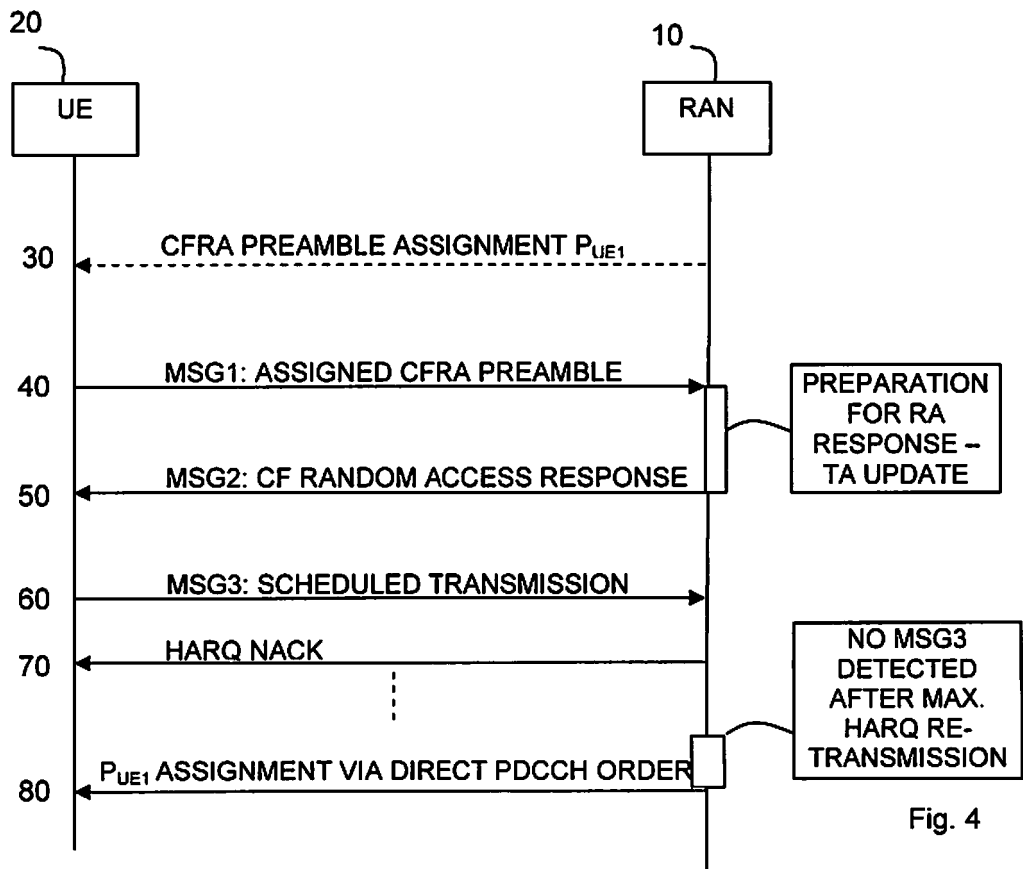 20
10
UE
RAN
CFRA PREAMBLE ASSIGNMENT PUE1
30
MSG1: ASSIGNED CFRA PREAMBLE
40
PREPARATION
FOR RA
RESPONSE –
TA UPDATE
MSG2: CF RANDOM ACCESS RESPONSE
50
MSG3: SCHEDULED TRANSMISSION
60
HARQ NACK
70
NO MSG3
DETECTED
AFTER MAX.
HARQ RE-
TRANSMISSION
PUE1 ASSIGNMENT VIA DIRECT PDCCH ORDER
80
Fig. 4